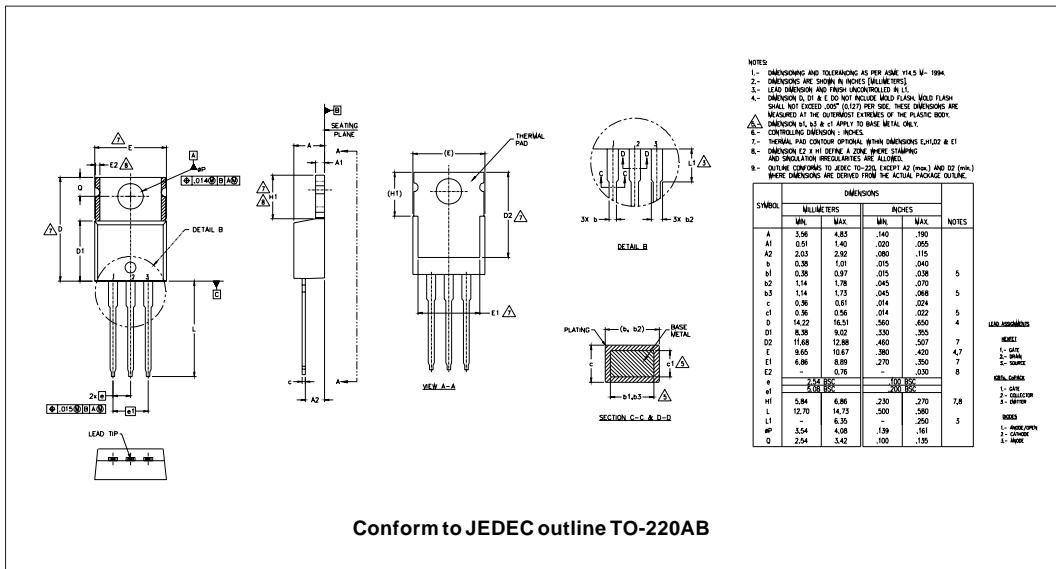 NOTES:
1.- DIMENSIONING AND TOLERANCING AS PER ASME Y14.5 M- 1994.
2.- DIMENSIONS ARE SHOWN IN INCHES [MILLIMETERS].
3.- LEAD DIMENSION AND FINISH UNCONTROLLED IN L1.
4.- DIMENSION D, D1 & E DO NOT INCLUDE MOLD FLASH. MOLD FLASH
SHALL NOT EXCEED .005" (0.127) PER SIDE. THESE DIMENSIONS ARE
MEASURED AT THE OUTERMOST EXTREMES OF THE PLASTIC BODY.
5.- DIMENSION b1, b3 & c1 APPLY TO BASE METAL ONLY.
6.- CONTROLLING DIMENSION : INCHES.
7.- THERMAL PAD CONTOUR OPTIONAL WITHIN DIMENSIONS E,H1,D2 & E1
8.- DIMENSION E2 X H1 DEFINE A ZONE WHERE STAMPING
AND SINGULATION IRREGULARITIES ARE ALLOWED.
9.- OUTLINE CONFORMS TO JEDEC TO-220, EXCEPT A2 (max.) AND D2 (min.)
WHERE DIMENSIONS ARE DERIVED FROM THE ACTUAL PACKAGE OUTLINE.
E
7
E2 8
A
øP
.014 M B A M
Q
D
7
D1
DETAIL B
1 2 3
C
L
2x e
e1
.015 M B A M
LEAD TIP
B
SEATING
PLANE
A
A1
A
7
8
H1
c
A2
A
THERMAL
PAD
(E)
(H1)
D2 7
E1 7
VIEW A-A
1 2 3
D D
C C
L1 3
3X b
3X b2
DETAIL B
(b, b2)
PLATING
BASE
METAL
c
c1 5
b1,b3 5
SECTION C-C & D-D
SYMBOL DIMENSIONS NOTES
MILLIMETERS INCHES
MIN. MAX. MIN. MAX.
A 3,56 4,83 .140 .190
A1 0.51 1.40 .020 .055
A2 2.03 2.92 .080 .115
b 0.38 1.01 .015 .040
b1 0.38 0.97 .015 .038 5
b2 1.14 1.78 .045 .070
b3 1.14 1.73 .045 .068 5
c 0.36 0.61 .014 .024
c1 0.36 0.56 .014 .022 5
D 14.22 16.51 .560 .650 4
D1 8.38 9.02 .330 .355
D2 11,68 12.88 .460 .507 7
E 9.65 10.67 .380 .420 4,7
E1 6.86 8.89 .270 .350 7
E2 - 0.76 - .030 8
e 2.54 BSC .100 BSC
5.08 BSC .200 BSC
H1 5.84 6.86 .230 .270 7,8
L 12,70 14,73 .500 .580
L1 - 6.35 - .250 3
øP 3.54 4.08 .139 .161
Q 2.54 3.42 .100 .135
LEAD ASSIGNMENTS
HEXFET
1.- GATE
2.- DRAIN
3.- SOURCE
IGBTs, CoPACK
1.- GATE
2.- COLLECTOR
3.- EMITTER
DIODES
1.- ANODE/OPEN
2.- CATHODE
3.- ANODE
Conform to JEDEC outline TO-220AB